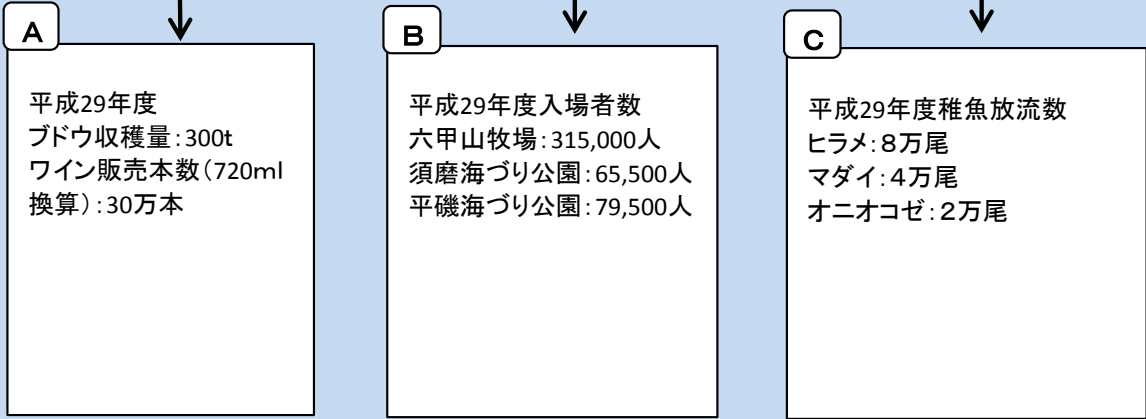 A
平成29年度
ブドウ収穫量：300t
ワイン販売本数（720ml
換算）：30万本
B
平成29年度入場者数
六甲山牧場：315,000人
須磨海づり公園：65,500人
平磯海づり公園：79,500人
C
平成29年度稚魚放流数
ヒラメ：８万尾
マダイ：４万尾
オニオコゼ：２万尾